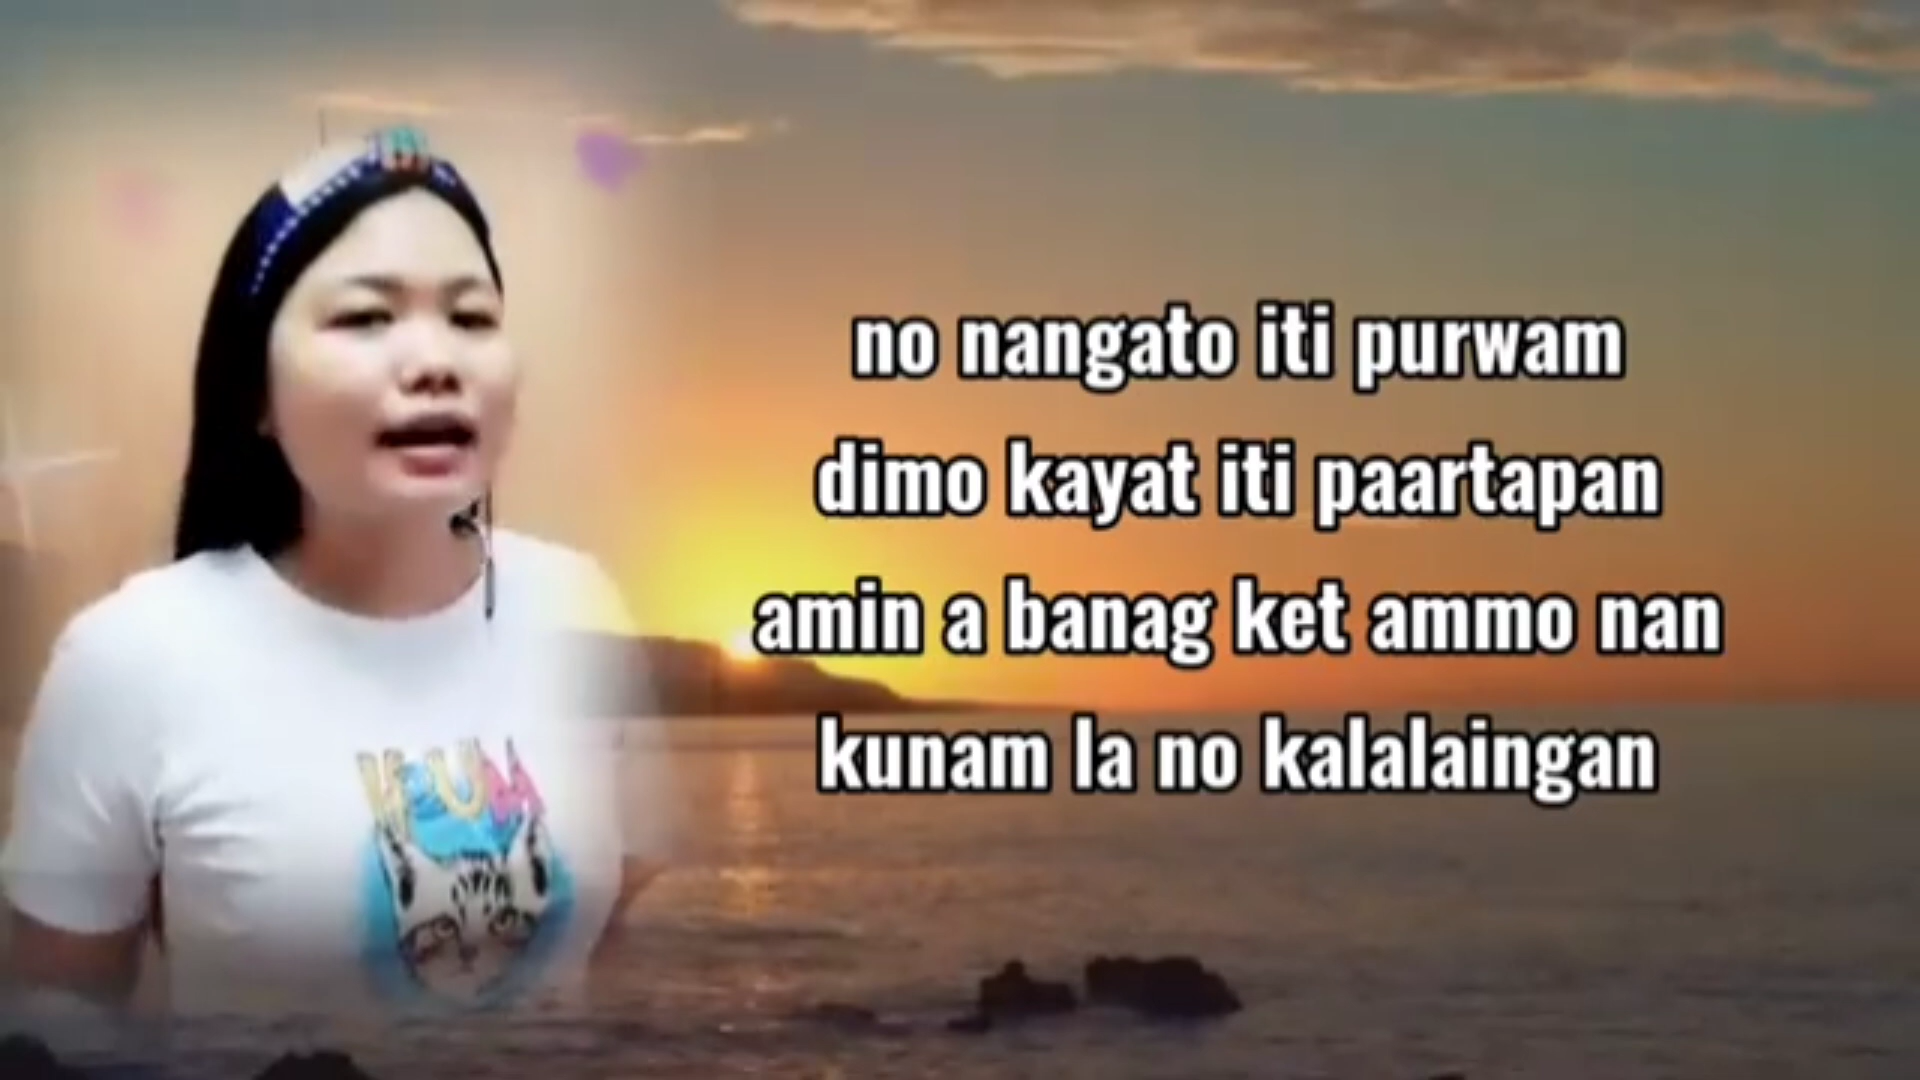 no nangato iti purwam
dimo kayat iti paartapan
amin a banag ket ammo nan
kunam la no kalalaingan